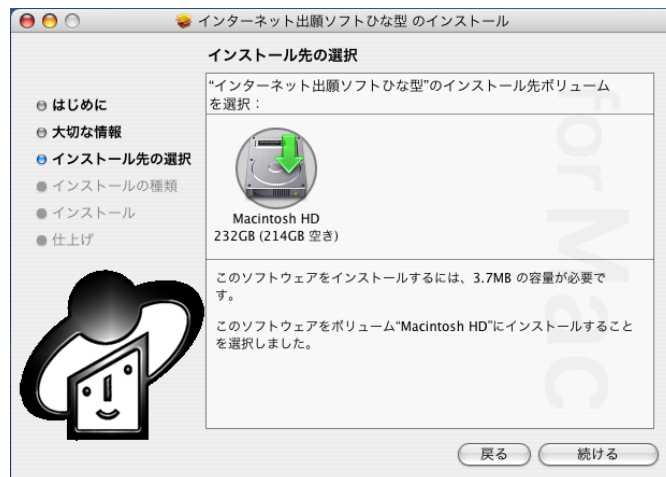 インターネット出願ソフトひな型 のインストール
インストール先の選択
はじめに
大切な情報
インストール先の選択
インストールの種類
インストール
仕上げ
“インターネット出願ソフトひな型”のインストール先ボリューム
を選択：
Macintosh HD
232GB (214GB 空き)
このソフトウェアをインストールするには、3.7MB の容量が必要で
す。
このソフトウェアをボリューム“Macintosh HD”にインストールすること
を選択しました。
for Mac
戻る
続ける